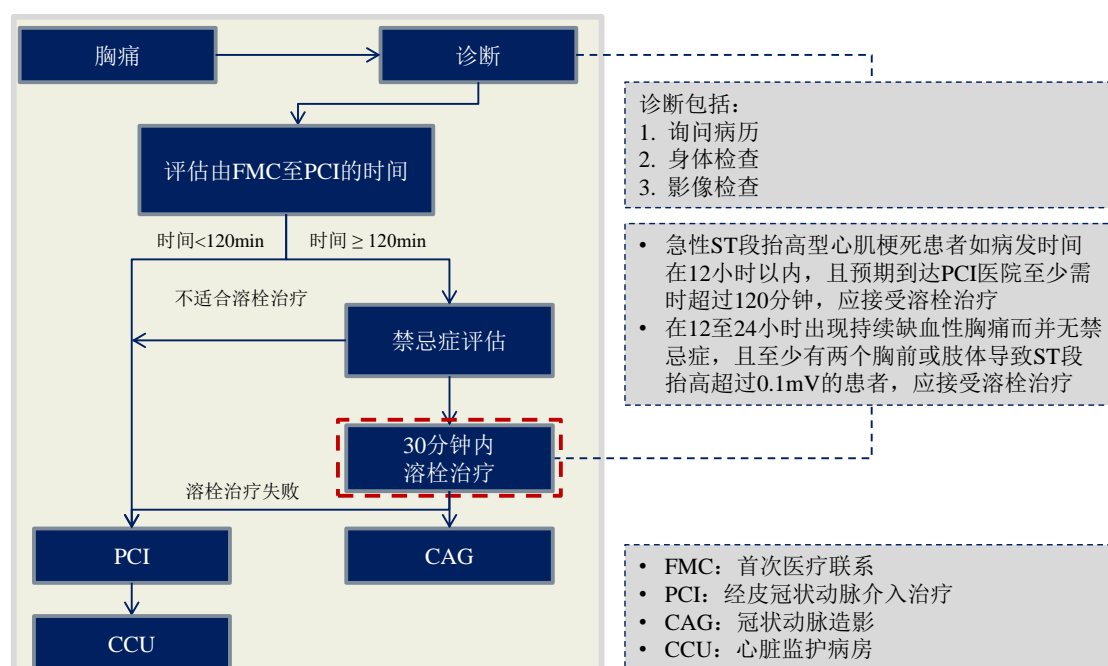 胸痛
诊断
评估由FMC至PCI的时间
时间<120min
时间 ≥ 120min
不适合溶栓治疗
禁忌症评估
30分钟内
溶栓治疗
溶栓治疗失败
PCI
CAG
CCU
诊断包括：
1. 询问病历
2. 身体检查
3. 影像检查
• 急性ST段抬高型心肌梗死患者如病发时间
在12小时以内，且预期到达PCI医院至少需
时超过120分钟，应接受溶栓治疗
• 在12至24小时出现持续缺血性胸痛而并无禁
忌症，且至少有两个胸前或肢体导致ST段
抬高超过0.1mV的患者，应接受溶栓治疗
• FMC：首次医疗联系
• PCI：经皮冠状动脉介入治疗
• CAG：冠状动脉造影
• CCU：心脏监护病房